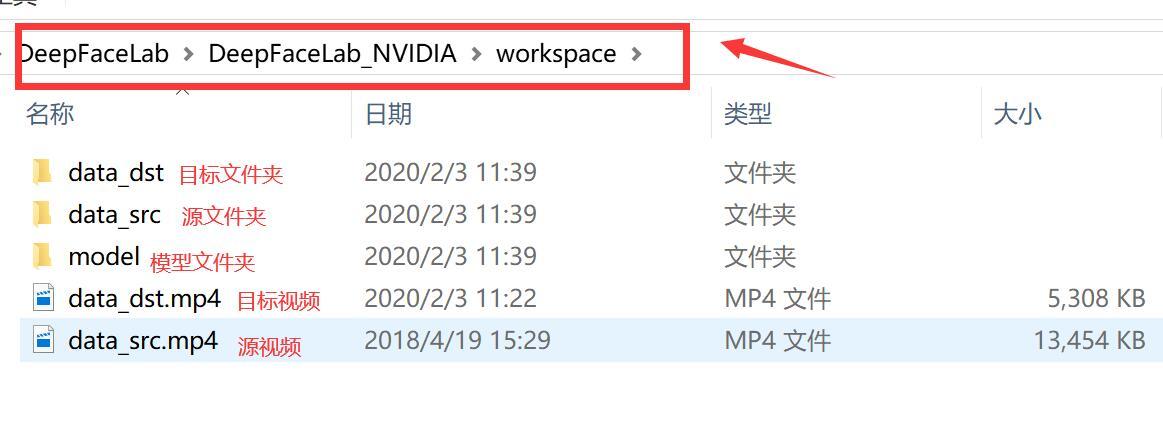 DeepFaceLab > DeepFaceLab_NVIDIA > workspace >
名称 日期 类型 大小
data_dst 目标文件夹 2020/2/3 11:39 文件夹
data_src 源文件夹 2020/2/3 11:39 文件夹
model 模型文件夹 2020/2/3 11:39 文件夹
data_dst.mp4 目标视频 2020/2/3 11:22 MP4 文件 5,308 KB
data_src.mp4 源视频 2018/4/19 15:29 MP4 文件 13,454 KB